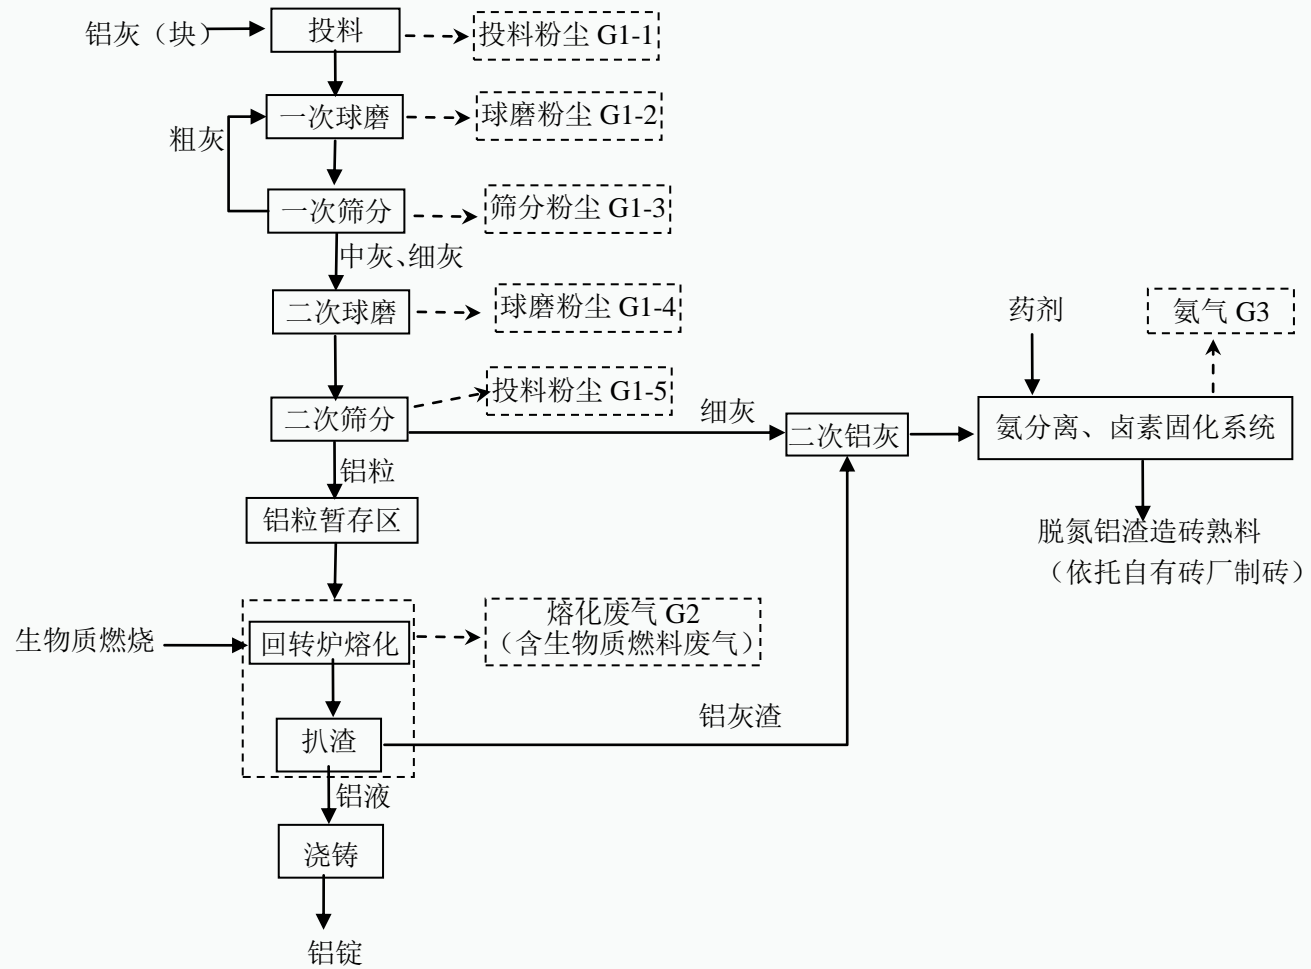 铝灰（块）
投料
投料粉尘 G1-1
一次球磨
球磨粉尘 G1-2
粗灰
一次筛分
筛分粉尘 G1-3
中灰、细灰
二次球磨
球磨粉尘 G1-4
药剂
氨气 G3
二次筛分
投料粉尘 G1-5
细灰
二次铝灰
氨分离、卤素固化系统
铝粒
铝粒暂存区
脱氮铝渣造砖熟料
（依托自有砖厂制砖）
生物质燃烧
回转炉熔化
熔化废气 G2
（含生物质燃料废气）
扒渣
铝灰渣
铝液
浇铸
铝锭